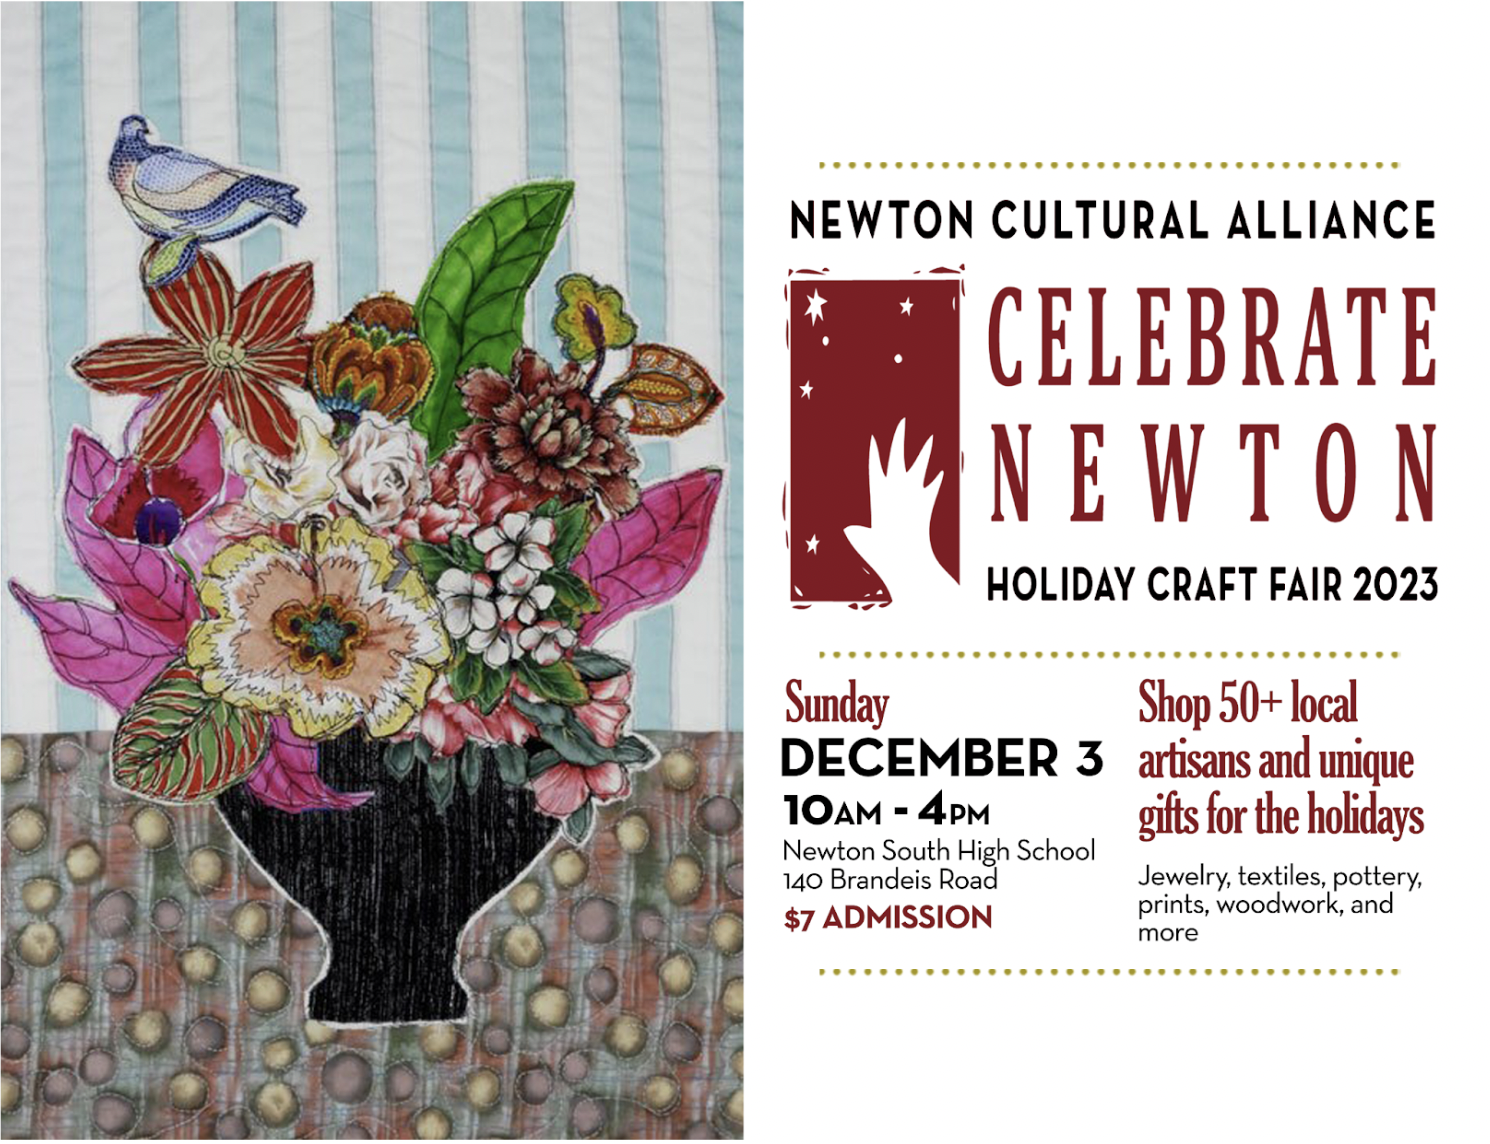 NEWTON CULTURAL ALLIANCE
CELEBRATE
NEWTON
HOLIDAY CRAFT FAIR 2023
Sunday
DECEMBER 3
10AM - 4PM
Newton South High School
140 Brandeis Road
$7 ADMISSION
Shop 50+ local
artisans and unique
gifts for the holidays
Jewelry, textiles, pottery,
prints, woodwork, and
more